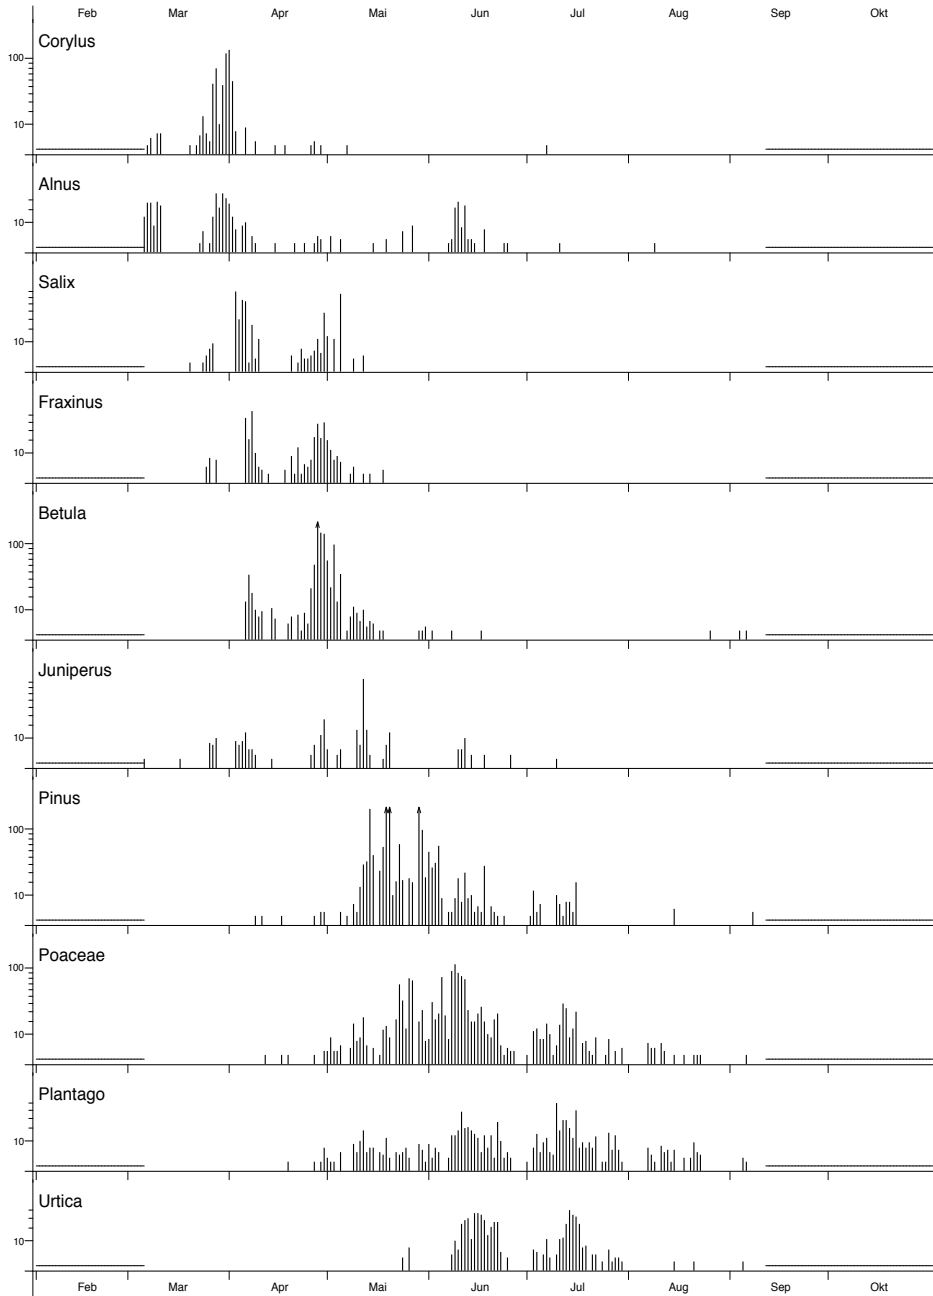 Feb Mar Apr Mai Jun Jul Aug Sep Okt
Corylus
100
10
Alnus
10
Salix
10
Fraxinus
10
Betula
100
10
Juniperus
10
Pinus
100
10
Poaceae
100
10
Plantago
10
Urtica
10
Feb Mar Apr Mai Jun Jul Aug Sep Okt